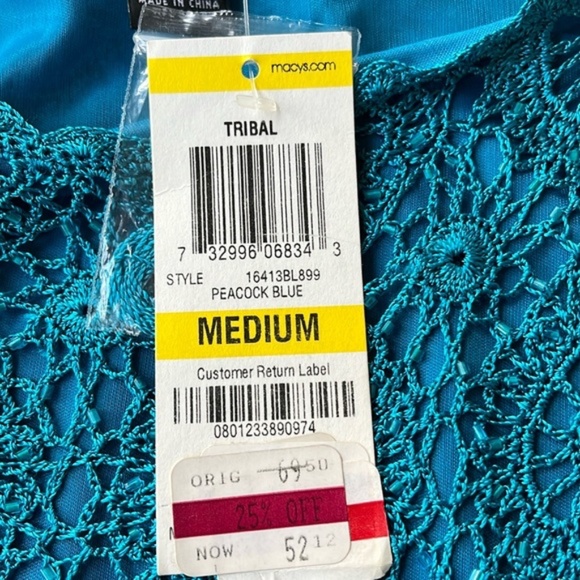 MADE IN CHINA
macys.com
TRIBAL
7 32996 06834 3
STYLE 16413BL899
PEACOCK BLUE
MEDIUM
Customer Return Label
0801233890974
ORIG 69 50
25% OFF
NOW 52 12